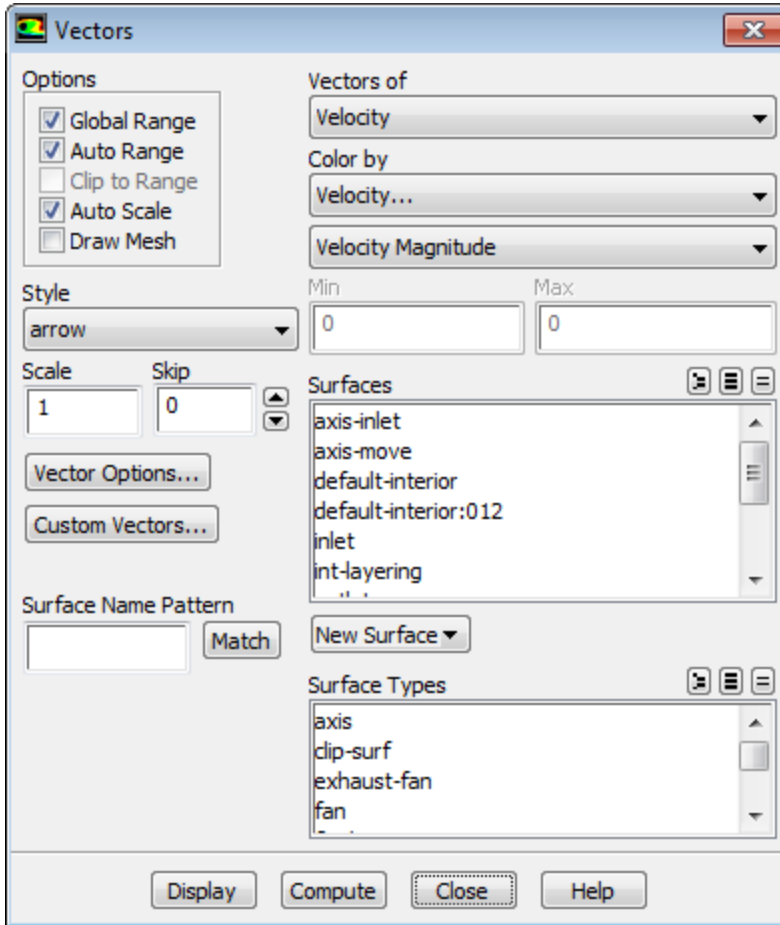 Vectors
Options
Global Range
Auto Range
Clip to Range
Auto Scale
Draw Mesh
Style
arrow
Scale
Skip
1
0
Vector Options...
Custom Vectors...
Surface Name Pattern
Match
Vectors of
Velocity
Color by
Velocity...
Velocity Magnitude
Min
Max
0
0
Surfaces
axis-inlet
axis-move
default-interior
default-interior:012
inlet
int-layering
New Surface
Surface Types
axis
clip-surf
exhaust-fan
fan
Display
Compute
Close
Help